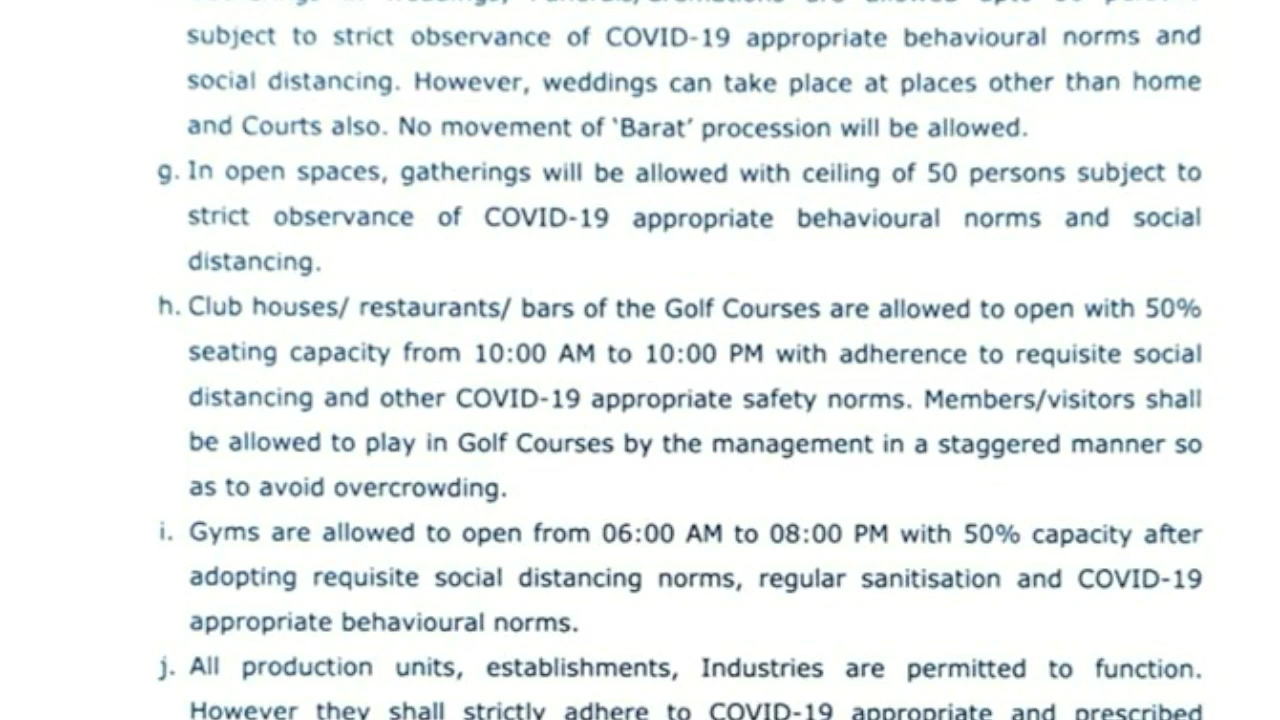 weddings, Funerals/Cremations are allowed upto
subject to strict observance of COVID-19 appropriate behavioural norms and
social distancing. However, weddings can take place at places other than home
and Courts also. No movement of ‘Barat’ procession will be allowed.
g. In open spaces, gatherings will be allowed with ceiling of 50 persons subject to
strict observance of COVID-19 appropriate behavioural norms and social
distancing.
h. Club houses/ restaurants/ bars of the Golf Courses are allowed to open with 50%
seating capacity from 10:00 AM to 10:00 PM with adherence to requisite social
distancing and other COVID-19 appropriate safety norms. Members/visitors shall
be allowed to play in Golf Courses by the management in a staggered manner so
as to avoid overcrowding.
i. Gyms are allowed to open from 06:00 AM to 08:00 PM with 50% capacity after
adopting requisite social distancing norms, regular sanitisation and COVID-19
appropriate behavioural norms.
j. All production units, establishments, Industries are permitted to function.
However they shall strictly adhere to COVID-19 appropriate and prescribed